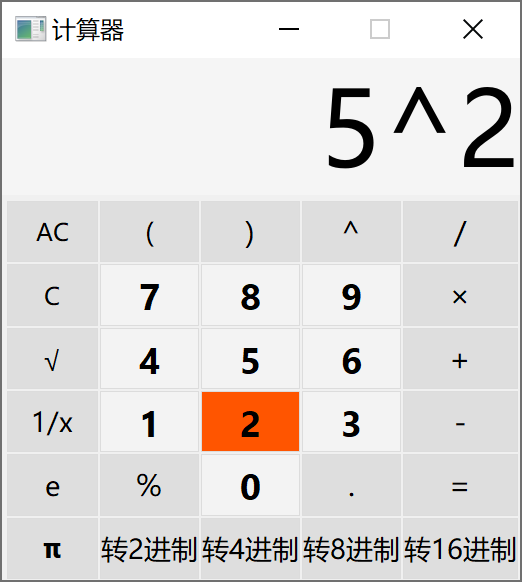 计算器
5^2
AC ( ) ^ /
C 7 8 9 ×
√ 4 5 6 +
1/x 1 2 3 -
e % 0 . =
π 转2进制 转4进制 转8进制 转16进制